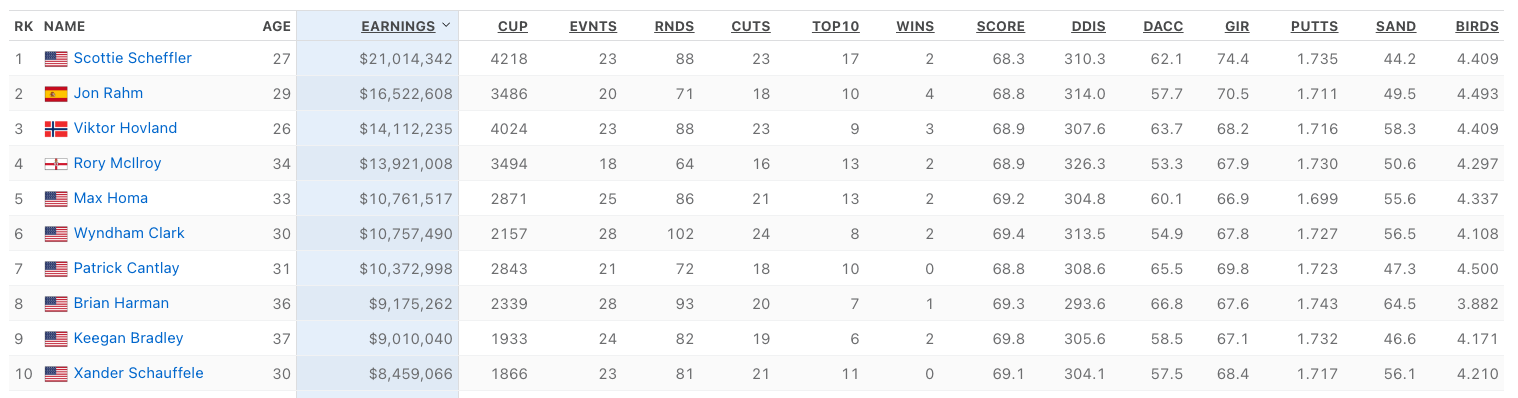 RK NAME AGE EARNINGS CUP EVNTS RNDS CUTS TOP10 WINS SCORE DDIS DACC GIR PUTTS SAND BIRDS
1 Scottie Scheffler 27 $21,014,342 4218 23 88 23 17 2 68.3 310.3 62.1 74.4 1.735 44.2 4.409
2 Jon Rahm 29 $16,522,608 3486 20 71 18 10 4 68.8 314.0 57.7 70.5 1.711 49.5 4.493
3 Viktor Hovland 26 $14,112,235 4024 23 88 23 9 3 68.9 307.6 63.7 68.2 1.716 58.3 4.409
4 Rory McIlroy 34 $13,921,008 3494 18 64 16 13 2 68.9 326.3 53.3 67.9 1.730 50.6 4.297
5 Max Homa 33 $10,761,517 2871 25 86 21 13 2 69.2 304.8 60.1 66.9 1.699 55.6 4.337
6 Wyndham Clark 30 $10,757,490 2157 28 102 24 8 2 69.4 313.5 54.9 67.8 1.727 56.5 4.108
7 Patrick Cantlay 31 $10,372,998 2843 21 72 18 10 0 68.8 308.6 65.5 69.8 1.723 47.3 4.500
8 Brian Harman 36 $9,175,262 2339 28 93 20 7 1 69.3 293.6 66.8 67.6 1.743 64.5 3.882
9 Keegan Bradley 37 $9,010,040 1933 24 82 19 6 2 69.8 305.6 58.5 67.1 1.732 46.6 4.171
10 Xander Schauffele 30 $8,459,066 1866 23 81 21 11 0 69.1 304.1 57.5 68.4 1.717 56.1 4.210